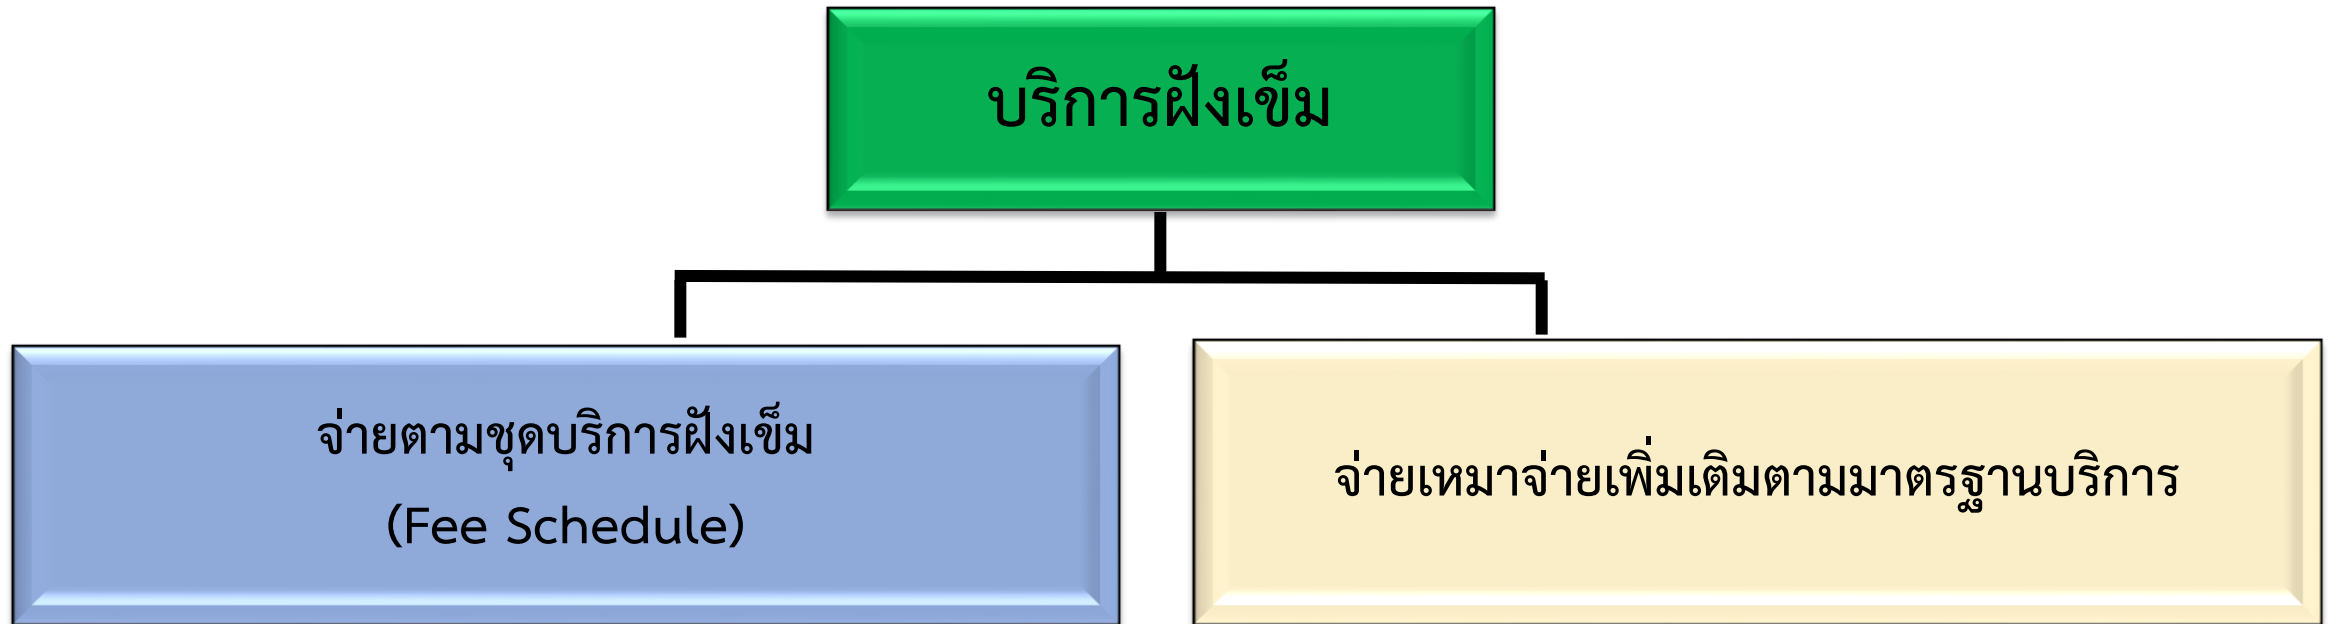 บริการฝังเข็ม
จ่ายตามชุดบริการฝังเข็ม
(Fee Schedule)
จ่ายเหมาจ่ายเพิ่มเติมตามมาตรฐานบริการ